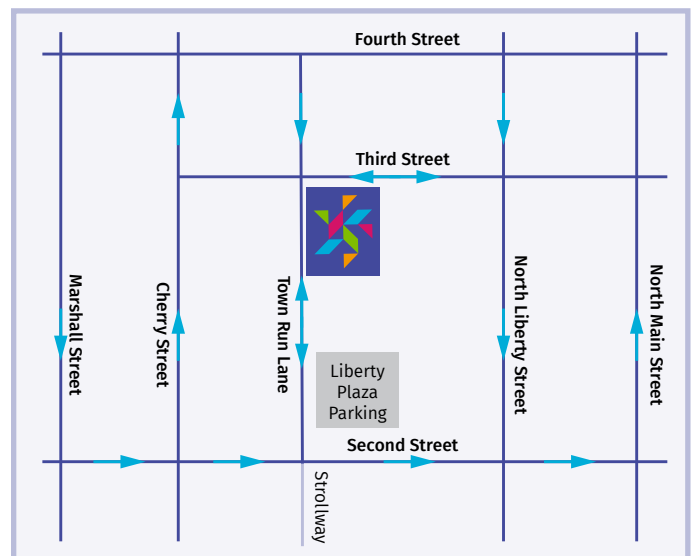 Fourth Street
Third Street
Marshall Street
Cherry Street
Town Run Lane
North Liberty Street
North Main Street
Liberty
Plaza
Parking
Second Street
Strollway